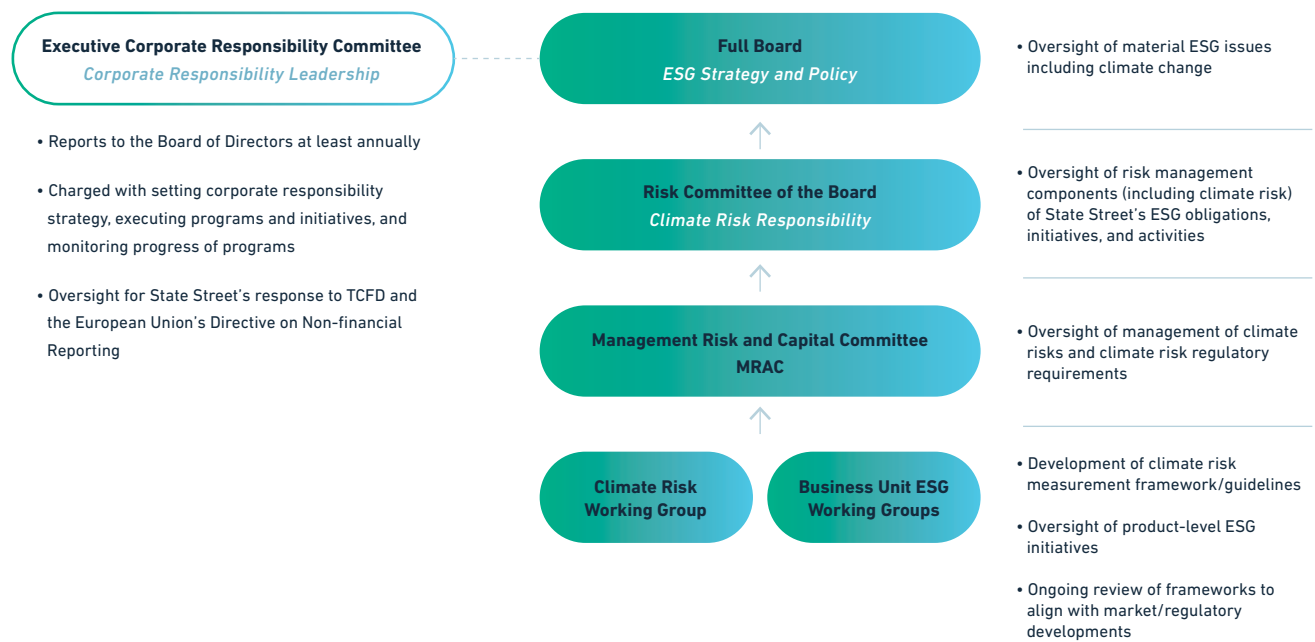 Executive Corporate Responsibility Committee
Corporate Responsibility Leadership
• Reports to the Board of Directors at least annually
• Charged with setting corporate responsibility
strategy, executing programs and initiatives, and
monitoring progress of programs
• Oversight for State Street's response to TCFD and
the European Union's Directive on Non-financial
Reporting
Full Board
ESG Strategy and Policy
• Oversight of material ESG issues
including climate change
Risk Committee of the Board
Climate Risk Responsibility
• Oversight of risk management
components (including climate risk)
of State Street's ESG obligations,
initiatives, and activities
Management Risk and Capital Committee
MRAC
• Oversight of management of climate
risks and climate risk regulatory
requirements
Climate Risk
Working Group
Business Unit ESG
Working Groups
• Development of climate risk
measurement framework/guidelines
• Oversight of product-level ESG
initiatives
• Ongoing review of frameworks to
align with market/regulatory
developments